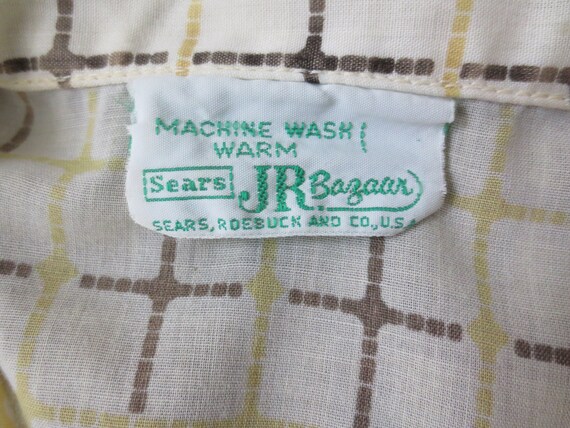 MACHINE WASH
WARM
Sears JR Bazaar
SEARS, ROEBUCK AND CO., U.S.A